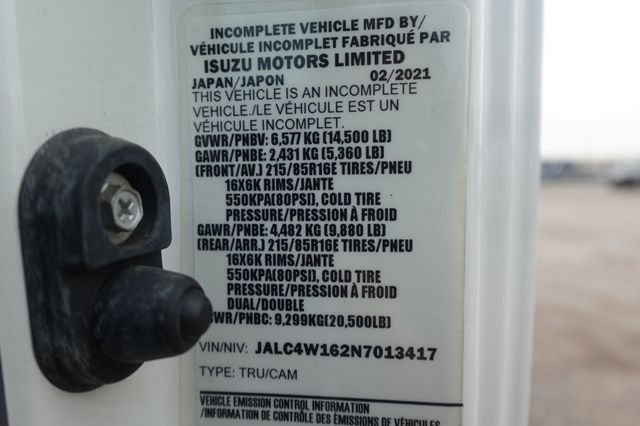 INCOMPLETE VEHICLE MFD BY/
VÉHICULE INCOMPLET FABRIQUÉ PAR
ISUZU MOTORS LIMITED
JAPAN/JAPON 02/2021
THIS VEHICLE IS AN INCOMPLETE
VEHICLE./LE VÉHICULE EST UN
VÉHICULE INCOMPLET.
GVWR/PNBV: 6,577 KG (14,500 LB)
GAWR/PNBE: 2,431 KG (5,360 LB)
(FRONT/AV.) 215/85R16E TIRES/PNEU
16X6K RIMS/JANTE
550KPA(80PSI), COLD TIRE
PRESSURE/PRESSION À FROID
GAWR/PNBE: 4,482 KG (9,880 LB)
(REAR/ARR.) 215/85R16E TIRES/PNEU
16X6K RIMS/JANTE
550KPA(80PSI), COLD TIRE
PRESSURE/PRESSION À FROID
DUAL/DOUBLE
WR/PNBC: 9,299KG(20,500LB)
VIN/NIV: JALC4W162N7013417
TYPE: TRU/CAM
VEHICLE EMISSION CONTROL INFORMATION
/INFORMATION DE CONTRÔLE DES ÉMISSIONS DE VÉHICULES